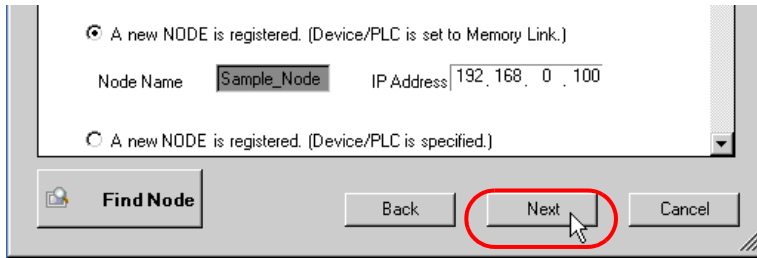 A new NODE is registered. (Device/PLC is set to Memory Link.)
Node Name Sample_Node IP Address 192. 168. 0 . 100
A new NODE is registered. (Device/PLC is specified.)
Find Node Back Next Cancel